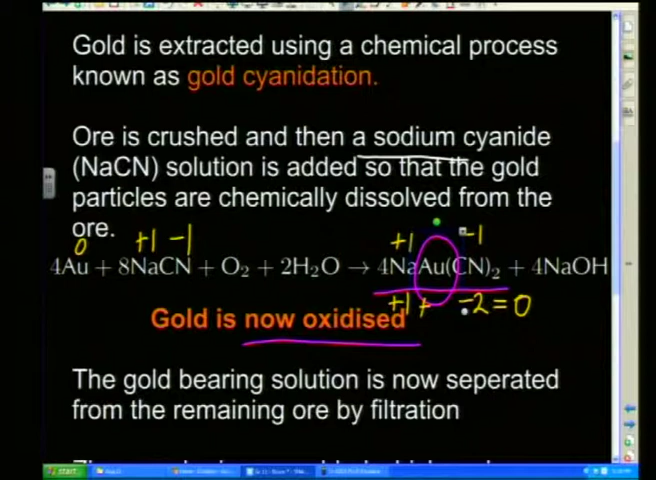 Gold is extracted using a chemical process
known as gold cyanidation.
Ore is crushed and then a sodium cyanide
(NaCN) solution is added so that the gold
particles are chemically dissolved from the
ore.
0 +1 -1 +1 -1
4Au + 8NaCN + O₂ + 2H₂O → 4NaAu(CN)₂ + 4NaOH
+1 + -2 = 0
Gold is now oxidised
The gold bearing solution is now seperated
from the remaining ore by filtration